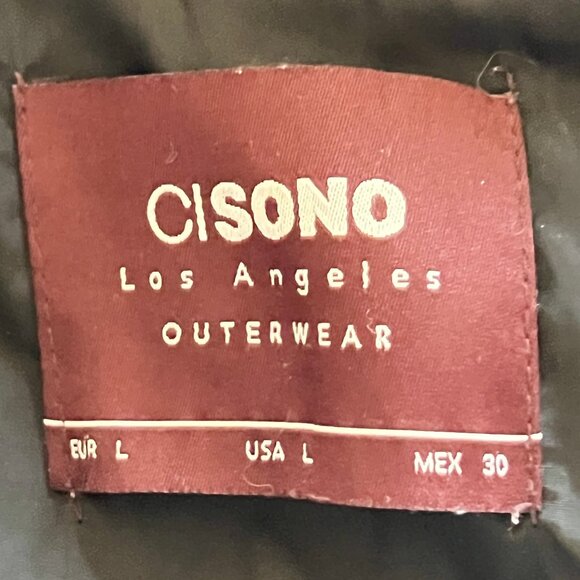 CISONO
Los Angeles
OUTERWEAR
EUR L USA L MEX 30